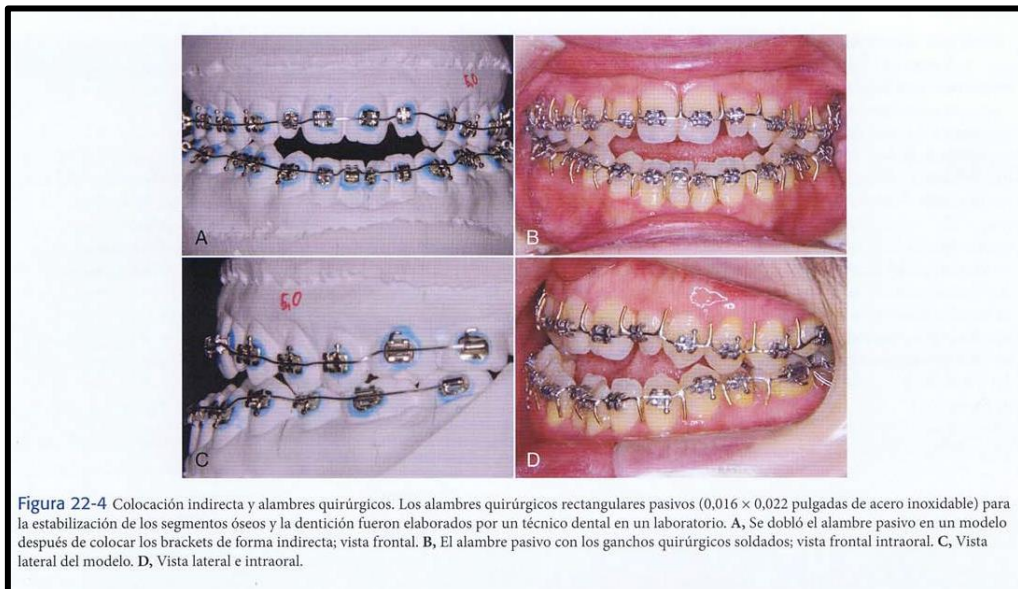 5,0
A
B
5,0
C
D
Figura 22-4 Colocación indirecta y alambres quirúrgicos. Los alambres quirúrgicos rectangulares pasivos (0,016 × 0,022 pulgadas de acero inoxidable) para
la estabilización de los segmentos óseos y la dentición fueron elaborados por un técnico dental en un laboratorio. A, Se dobló el alambre pasivo en un modelo
después de colocar los brackets de forma indirecta; vista frontal. B, El alambre pasivo con los ganchos quirúrgicos soldados; vista frontal intraoral. C, Vista
lateral del modelo. D, Vista lateral e intraoral.